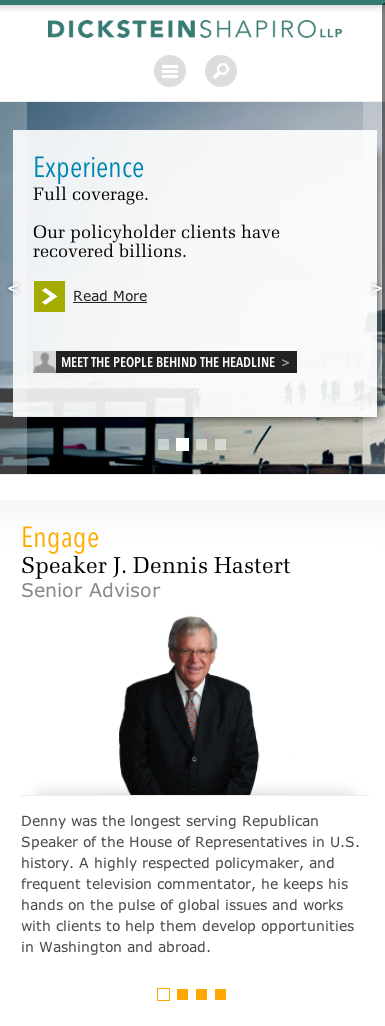 DICKSTEINSHAPIRO LLP
Experience
Full coverage.
Our policyholder clients have
recovered billions.
< >
> Read More
MEET THE PEOPLE BEHIND THE HEADLINE >
Engage
Speaker J. Dennis Hastert
Senior Advisor
Denny was the longest serving Republican
Speaker of the House of Representatives in U.S.
history. A highly respected policymaker, and
frequent television commentator, he keeps his
hands on the pulse of global issues and works
with clients to help them develop opportunities
in Washington and abroad.